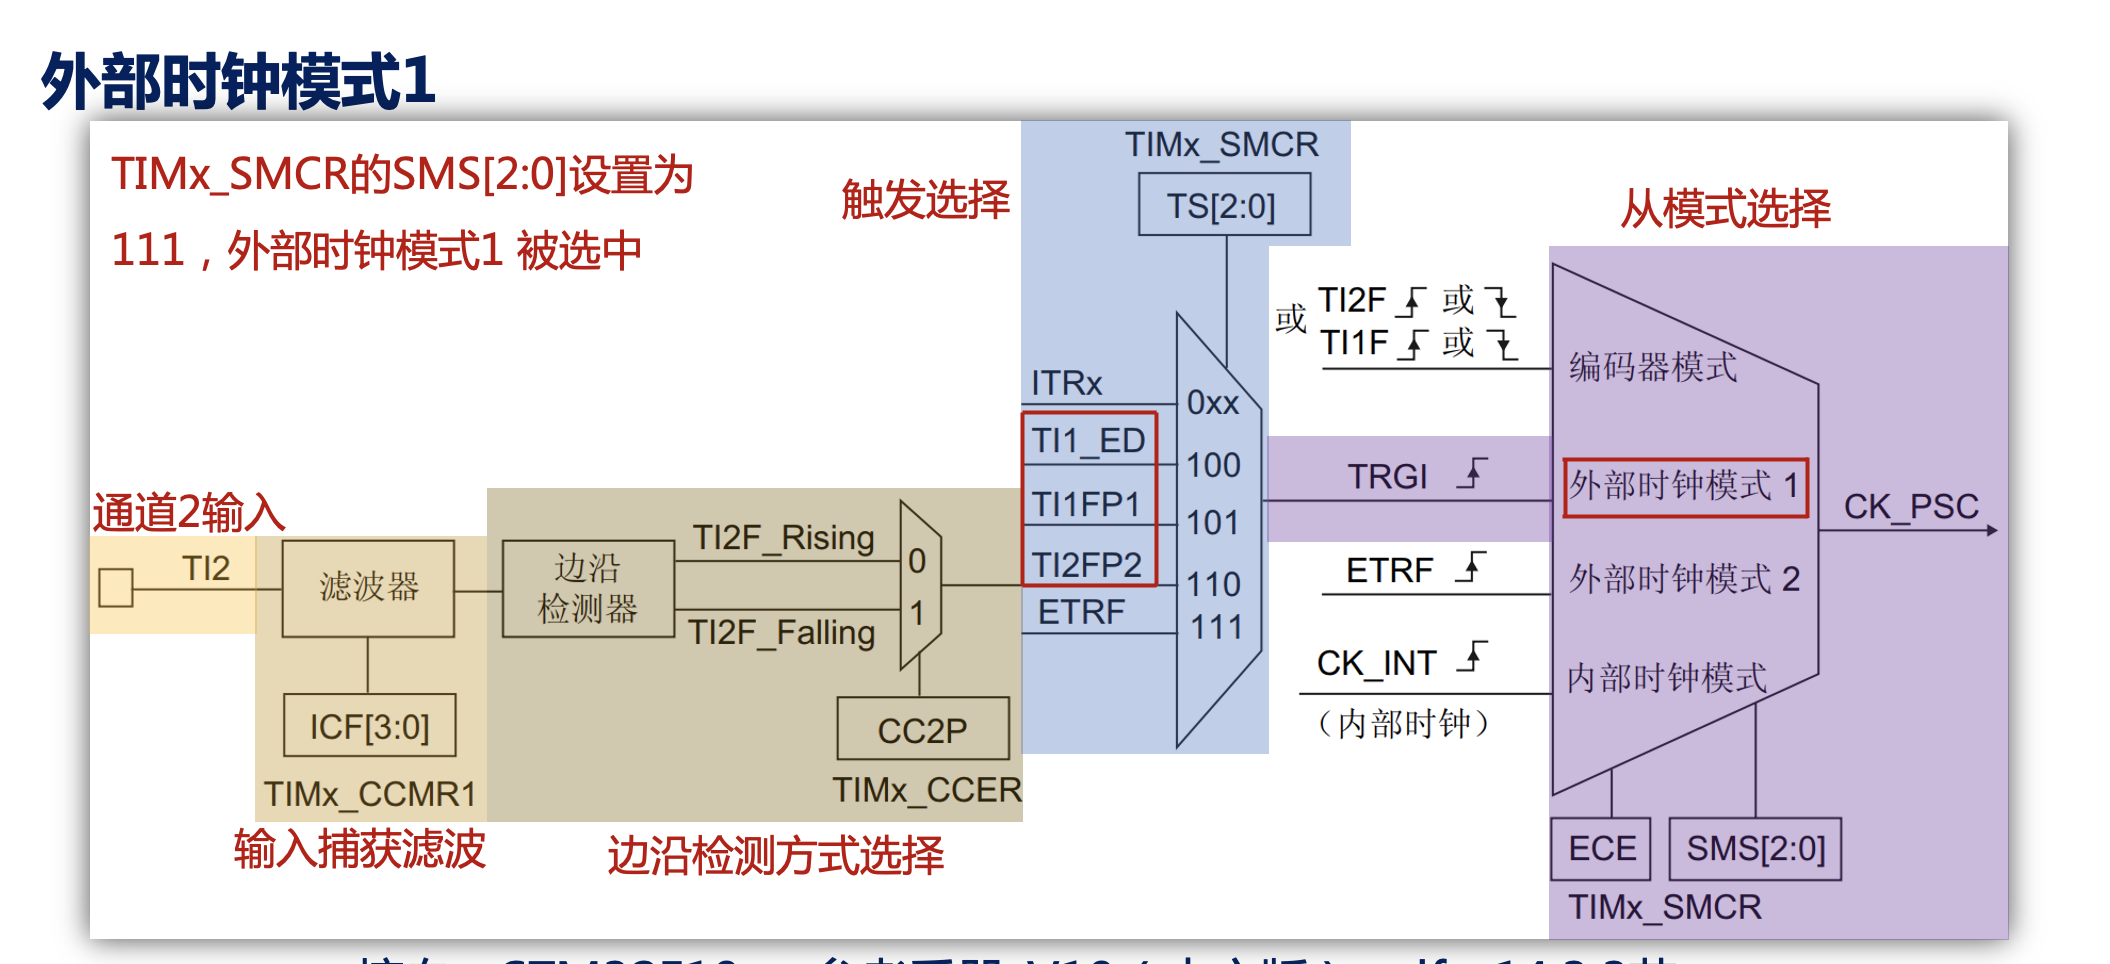 外部时钟模式1
TIMx_SMCR的SMS[2:0]设置为
111，外部时钟模式1 被选中
触发选择
TIMx_SMCR
TS[2:0]
从模式选择
通道2输入
TI2
滤波器
ICF[3:0]
TIMx_CCMR1
输入捕获滤波
边沿
检测器
TI2F_Rising
TI2F_Falling
0
1
CC2P
TIMx_CCER
边沿检测方式选择
ITRx
TI1_ED
TI1FP1
TI2FP2
ETRF
0xx
100
101
110
111
或 TI2F 或
TI1F 或
TRGI
ETRF
CK_INT
（内部时钟）
编码器模式
外部时钟模式 1
外部时钟模式 2
内部时钟模式
CK_PSC
ECE
SMS[2:0]
TIMx_SMCR